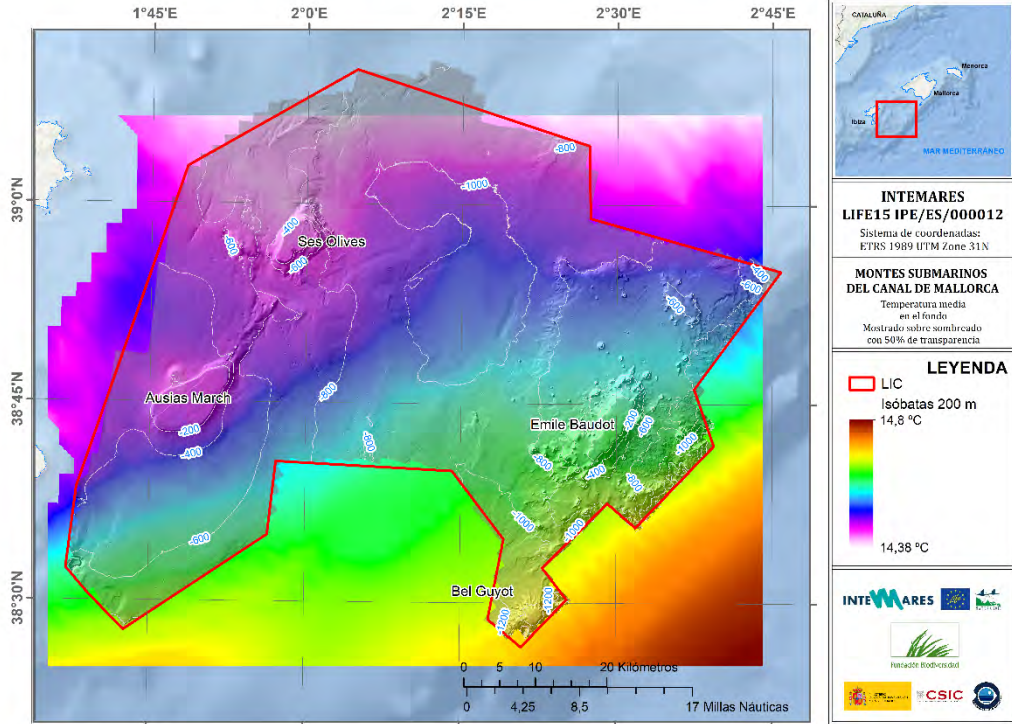 1°45'E
2°0'E
2°15'E
2°30'E
2°45'E
39°0'N
38°45'N
38°30'N
-800
-1000
-400
-600
Ses Olives
-600
-400
-600
-600
-800
-800
Ausias March
-200
-400
-200
-600
Emile Baudot
-1000
-800
-400
-800
-600
-1000
-1000
Bel Guyot
-1200
-1200
0 5 10 20 Kilómetros
0 4,25 8,5 17 Millas Náuticas
CATALUÑA
Menorca
Mallorca
Ibiza
MAR MEDITERRÁNEO
INTEMARES
LIFE15 IPE/ES/000012
Sistema de coordenadas:
ETRS 1989 UTM Zone 31N
MONTES SUBMARINOS
DEL CANAL DE MALLORCA
Temperatura media
en el fondo
Mostrado sobre sombreado
con 50% de transparencia
LEYENDA
LIC
Isóbatas 200 m
14,8 ºC
14,38 ºC
INTEMARES
Fundación Biodiversidad
CSIC